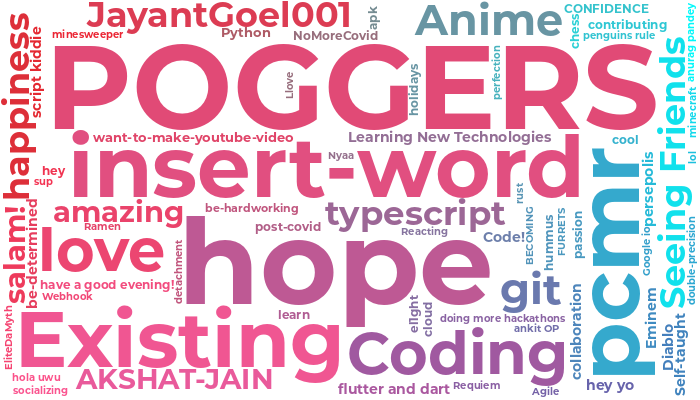 JayantGoel001
apk
Anime
CONFIDENCE
minesweeper
Python
NoMoreCovid
chess
contributing
penguins rule
happiness
script kiddie
POGGERS
Llove
holidays
perfection
Seeing Friends
minecraft
anurag pandey
want-to-make-youtube-video
Learning New Technologies
cool
lol
hey
sup
insert-word
Nyaa
pcmr
persepolis
Google io
salam!
be-determined
amazing
Ramen
be-hardworking
post-covid
typescript
Reacting
Code!
rust
BECOMING
hummus
FURRETS
passion
double-precision
love
detachment
hope
have a good evening!
Webhook
git
EliteDaMyth
Existing
learn
elight
cloud
doing more hackathons
ankit OP
collaboration
Eminem
Diablo
Self-taught
Coding
hola uwu
socializing
AKSHAT-JAIN
flutter and dart
Requiem
Agile
hey yo